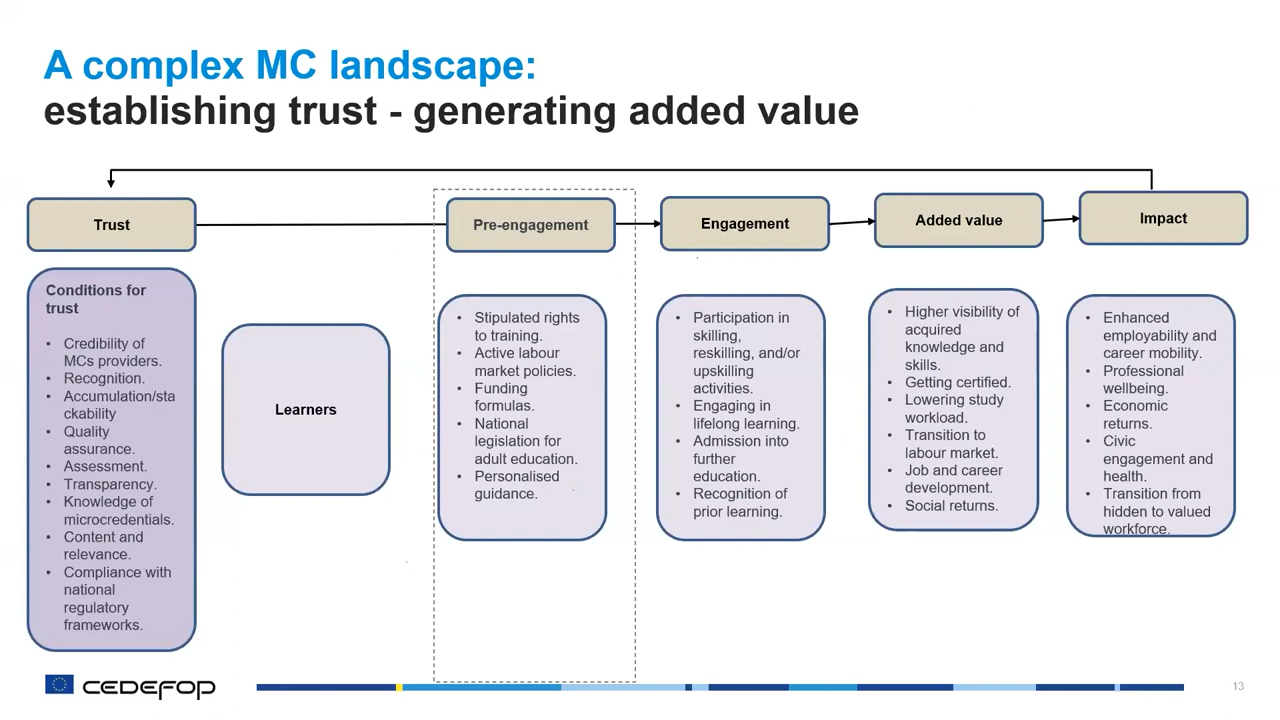 A complex MC landscape:
establishing trust - generating added value
Trust
Pre-engagement
Engagement
Added value
Impact
Conditions for
trust
• Credibility of
MCs providers.
• Recognition.
• Accumulation/sta
ckability
• Quality
assurance.
• Assessment.
• Transparency.
• Knowledge of
microcredentials.
• Content and
relevance.
• Compliance with
national
regulatory
frameworks.
Learners
• Stipulated rights
to training.
• Active labour
market policies.
• Funding
formulas.
• National
legislation for
adult education.
• Personalised
guidance.
• Participation in
skilling,
reskilling, and/or
upskilling
activities.
• Engaging in
lifelong learning.
• Admission into
further
education.
• Recognition of
prior learning.
• Higher visibility of
acquired
knowledge and
skills.
• Getting certified.
• Lowering study
workload.
• Transition to
labour market.
• Job and career
development.
• Social returns.
• Enhanced
employability and
career mobility.
• Professional
wellbeing.
• Economic
returns.
• Civic
engagement and
health.
• Transition from
hidden to valued
workforce.
CEDEFOP
13